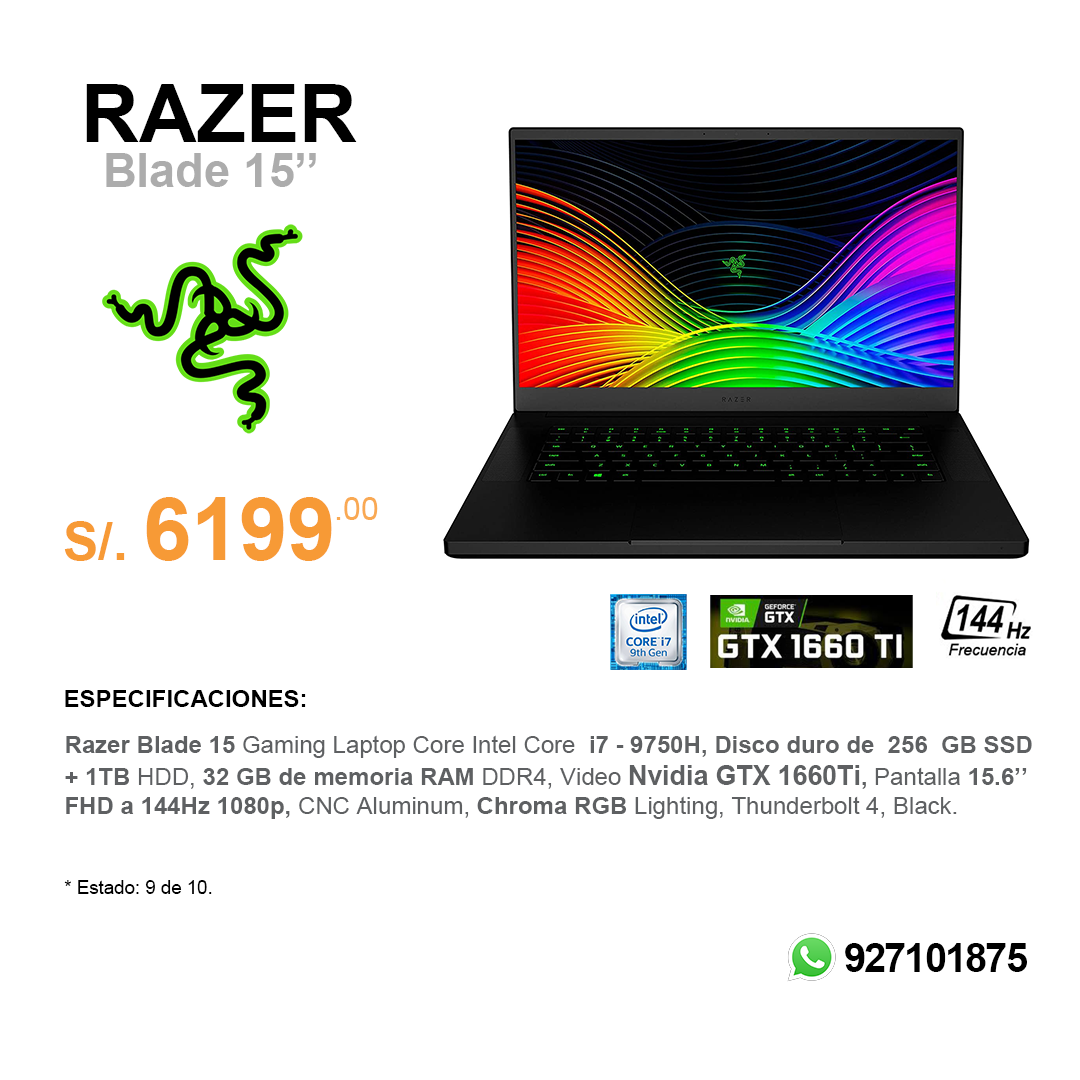 RAZER
Blade 15’’
RAZER
S/. 6199.00
intel
CORE i7
9th Gen
NVIDIA
GEFORCE
GTX
GTX 1660 TI
144 Hz
Frecuencia
ESPECIFICACIONES:
Razer Blade 15 Gaming Laptop Core Intel Core i7 - 9750H, Disco duro de 256 GB SSD
+ 1TB HDD, 32 GB de memoria RAM DDR4, Video Nvidia GTX 1660Ti, Pantalla 15.6’’
FHD a 144Hz 1080p, CNC Aluminum, Chroma RGB Lighting, Thunderbolt 4, Black.
* Estado: 9 de 10.
927101875